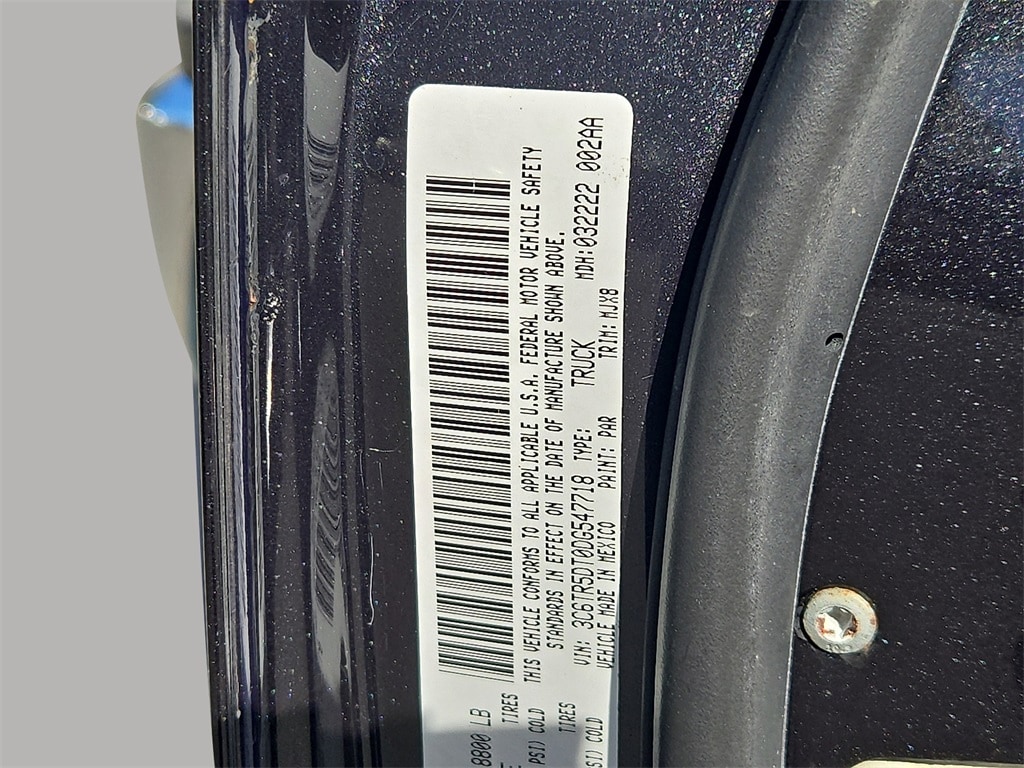 8800 LB
TIRES
PSI) COLD
THIS VEHICLE CONFORMS TO ALL APPLICABLE U.S.A. FEDERAL MOTOR VEHICLE SAFETY
STANDARDS IN EFFECT ON THE DATE OF MANUFACTURE SHOWN ABOVE.
TIRES
VIN: 3C6TR5DT0DG547718 TYPE: TRUCK MDH:032222 002AA
PSI) COLD
VEHICLE MADE IN MEXICO PAINT: PAR TRIM: MJX8